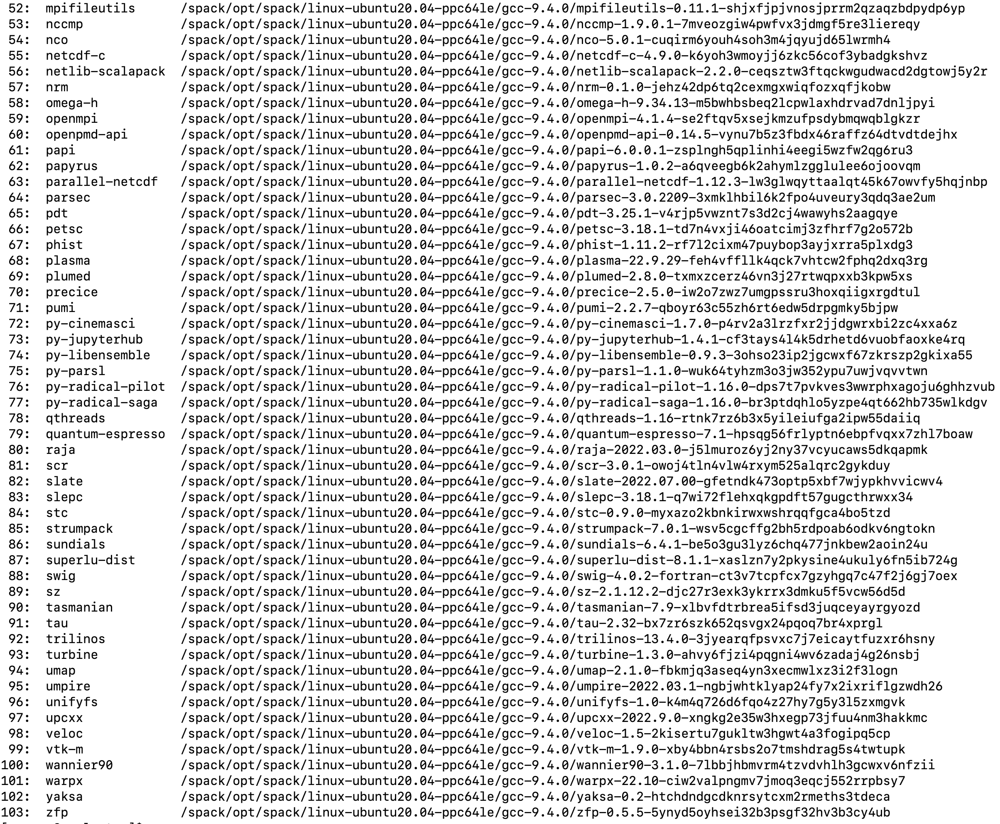 52: mpifileutils /spack/opt/spack/linux-ubuntu20.04-ppc64le/gcc-9.4.0/mpifileutils-0.11.1-shjxfjpjvnosjprrm2qzaqzbdpydp6yp
53: nccmp /spack/opt/spack/linux-ubuntu20.04-ppc64le/gcc-9.4.0/nccmp-1.9.0.1-7mveozgiw4pwfvx3jdmgf5re3liereqy
54: nco /spack/opt/spack/linux-ubuntu20.04-ppc64le/gcc-9.4.0/nco-5.0.1-cuqirm6youh4soh3m4jqyujd65lwrmh4
55: netcdf-c /spack/opt/spack/linux-ubuntu20.04-ppc64le/gcc-9.4.0/netcdf-c-4.9.0-k6yoh3wmoyjj6zkc56cof3ybadgkshvz
56: netlib-scalapack /spack/opt/spack/linux-ubuntu20.04-ppc64le/gcc-9.4.0/netlib-scalapack-2.2.0-ceqsztw3ftqckwgudwacd2dgtowj5y2r
57: nrm /spack/opt/spack/linux-ubuntu20.04-ppc64le/gcc-9.4.0/nrm-0.1.0-jehz42dp6tq2cexmgxwiqfozxqfjkobw
58: omega-h /spack/opt/spack/linux-ubuntu20.04-ppc64le/gcc-9.4.0/omega-h-9.34.13-m5bwhbsbeq2lcpwlaxhdrvad7dnljpyi
59: openmpi /spack/opt/spack/linux-ubuntu20.04-ppc64le/gcc-9.4.0/openmpi-4.1.4-se2ftqv5xsejkmzufpsdybmqwqblgkzr
60: openpmd-api /spack/opt/spack/linux-ubuntu20.04-ppc64le/gcc-9.4.0/openpmd-api-0.14.5-vynu7b5z3fbdx46raffz64dtvdtdejhx
61: papi /spack/opt/spack/linux-ubuntu20.04-ppc64le/gcc-9.4.0/papi-6.0.0.1-zsplngh5qplinhi4eegi5wzfw2qg6ru3
62: papyrus /spack/opt/spack/linux-ubuntu20.04-ppc64le/gcc-9.4.0/papyrus-1.0.2-a6qveegb6k2ahymlzgglulee6ojoovqm
63: parallel-netcdf /spack/opt/spack/linux-ubuntu20.04-ppc64le/gcc-9.4.0/parallel-netcdf-1.12.3-lw3glwqyttaalqt45k67owvfy5hqjnbp
64: parsec /spack/opt/spack/linux-ubuntu20.04-ppc64le/gcc-9.4.0/parsec-3.0.2209-3xmklhbil6k2fpo4uveury3qdq3ae2um
65: pdt /spack/opt/spack/linux-ubuntu20.04-ppc64le/gcc-9.4.0/pdt-3.25.1-v4rjp5vwznt7s3d2cj4wawyhs2aagqye
66: petsc /spack/opt/spack/linux-ubuntu20.04-ppc64le/gcc-9.4.0/petsc-3.18.1-td7n4vxji46oatcimj3zfhrf7g2o572b
67: phist /spack/opt/spack/linux-ubuntu20.04-ppc64le/gcc-9.4.0/phist-1.11.2-rf7l2cixm47puybop3ayjxrra5plxdg3
68: plasma /spack/opt/spack/linux-ubuntu20.04-ppc64le/gcc-9.4.0/plasma-22.9.29-feh4vffllk4qck7vhtcw2fphq2dxq3rg
69: plumed /spack/opt/spack/linux-ubuntu20.04-ppc64le/gcc-9.4.0/plumed-2.8.0-txmxzcerz46vn3j27rtwqpxxb3kpw5xs
70: precice /spack/opt/spack/linux-ubuntu20.04-ppc64le/gcc-9.4.0/precice-2.5.0-iw2o7zwz7umgpssru3hoxqiigxrgdtul
71: pumi /spack/opt/spack/linux-ubuntu20.04-ppc64le/gcc-9.4.0/pumi-2.2.7-qboyr63c55zh6rt6edw5drpgmky5bjpw
72: py-cinemasci /spack/opt/spack/linux-ubuntu20.04-ppc64le/gcc-9.4.0/py-cinemasci-1.7.0-p4rv2a3lrzfxr2jjdgwrxbi2zc4xxa6z
73: py-jupyterhub /spack/opt/spack/linux-ubuntu20.04-ppc64le/gcc-9.4.0/py-jupyterhub-1.4.1-cf3tays4l4k5drhetd6vuobfaoxke4rq
74: py-libensemble /spack/opt/spack/linux-ubuntu20.04-ppc64le/gcc-9.4.0/py-libensemble-0.9.3-3ohso23ip2jgcwxf67zkrszp2gkixa55
75: py-parsl /spack/opt/spack/linux-ubuntu20.04-ppc64le/gcc-9.4.0/py-parsl-1.1.0-wuk64tyhzm3o3jw352ypu7uwjvqvvtwn
76: py-radical-pilot /spack/opt/spack/linux-ubuntu20.04-ppc64le/gcc-9.4.0/py-radical-pilot-1.16.0-dps7t7pvkves3wwrphxagoju6ghhzvub
77: py-radical-saga /spack/opt/spack/linux-ubuntu20.04-ppc64le/gcc-9.4.0/py-radical-saga-1.16.0-br3ptdqhlo5yzpe4qt662hb735wlkdgv
78: qthreads /spack/opt/spack/linux-ubuntu20.04-ppc64le/gcc-9.4.0/qthreads-1.16-rtnk7rz6b3x5yileiufga2ipw55daiiq
79: quantum-espresso /spack/opt/spack/linux-ubuntu20.04-ppc64le/gcc-9.4.0/quantum-espresso-7.1-hpsqg56frlyptn6ebpfvqxx7zhl7boaw
80: raja /spack/opt/spack/linux-ubuntu20.04-ppc64le/gcc-9.4.0/raja-2022.03.0-j5lmuroz6yj2ny37vcyucaws5dkqapmk
81: scr /spack/opt/spack/linux-ubuntu20.04-ppc64le/gcc-9.4.0/scr-3.0.1-owoj4tln4vlw4rxym525alqrc2gykduy
82: slate /spack/opt/spack/linux-ubuntu20.04-ppc64le/gcc-9.4.0/slate-2022.07.00-gfetndk473optp5xbf7wjypkhvvicwv4
83: slepc /spack/opt/spack/linux-ubuntu20.04-ppc64le/gcc-9.4.0/slepc-3.18.1-q7wi72flehxqkgpdft57gugcthrwxx34
84: stc /spack/opt/spack/linux-ubuntu20.04-ppc64le/gcc-9.4.0/stc-0.9.0-myxazo2kbnkirwxwshrqqfgca4bo5tzd
85: strumpack /spack/opt/spack/linux-ubuntu20.04-ppc64le/gcc-9.4.0/strumpack-7.0.1-wsv5cgcffg2bh5rdpoab6odkv6ngtokn
86: sundials /spack/opt/spack/linux-ubuntu20.04-ppc64le/gcc-9.4.0/sundials-6.4.1-be5o3gu3lyz6chq477jnkbew2aoin24u
87: superlu-dist /spack/opt/spack/linux-ubuntu20.04-ppc64le/gcc-9.4.0/superlu-dist-8.1.1-xaslzn7y2pkysine4ukuly6fn5ib724g
88: swig /spack/opt/spack/linux-ubuntu20.04-ppc64le/gcc-9.4.0/swig-4.0.2-fortran-ct3v7tcpfcx7gzyhgq7c47f2j6gj7oex
89: sz /spack/opt/spack/linux-ubuntu20.04-ppc64le/gcc-9.4.0/sz-2.1.12.2-djc27r3exk3ykrrx3dmku5f5vcw56d5d
90: tasmanian /spack/opt/spack/linux-ubuntu20.04-ppc64le/gcc-9.4.0/tasmanian-7.9-xlbvfdtrbrea5ifsd3juqceyayrgyozd
91: tau /spack/opt/spack/linux-ubuntu20.04-ppc64le/gcc-9.4.0/tau-2.32-bx7zr6szk652qsvgx24pqoq7br4xprgl
92: trilinos /spack/opt/spack/linux-ubuntu20.04-ppc64le/gcc-9.4.0/trilinos-13.4.0-3jyearqfpsvxc7j7eicaytfuzxr6hsny
93: turbine /spack/opt/spack/linux-ubuntu20.04-ppc64le/gcc-9.4.0/turbine-1.3.0-ahvy6fjzi4pqgni4wv6zadaj4g26nsbj
94: umap /spack/opt/spack/linux-ubuntu20.04-ppc64le/gcc-9.4.0/umap-2.1.0-fbkmjq3aseq4yn3xecmwlxz3i2f3logn
95: umpire /spack/opt/spack/linux-ubuntu20.04-ppc64le/gcc-9.4.0/umpire-2022.03.1-ngbjwhtklyap24fy7x2ixriflgzwdh26
96: unifyfs /spack/opt/spack/linux-ubuntu20.04-ppc64le/gcc-9.4.0/unifyfs-1.0-k4m4q726d6fqo4z27hy7g5y3l5zxmgvk
97: upcxx /spack/opt/spack/linux-ubuntu20.04-ppc64le/gcc-9.4.0/upcxx-2022.9.0-xngkg2e35w3hxegp73jfuu4nm3hakkmc
98: veloc /spack/opt/spack/linux-ubuntu20.04-ppc64le/gcc-9.4.0/veloc-1.5-2kisertu7gukltw3hgwt4a3fogipq5cp
99: vtk-m /spack/opt/spack/linux-ubuntu20.04-ppc64le/gcc-9.4.0/vtk-m-1.9.0-xby4bbn4rsbs2o7tmshdrag5s4twtupk
100: wannier90 /spack/opt/spack/linux-ubuntu20.04-ppc64le/gcc-9.4.0/wannier90-3.1.0-7lbbjhbmvrm4tzvdvhlh3gcwxv6nfzii
101: warpx /spack/opt/spack/linux-ubuntu20.04-ppc64le/gcc-9.4.0/warpx-22.10-ciw2valpngmv7jmoq3eqcj552rrpbsy7
102: yaksa /spack/opt/spack/linux-ubuntu20.04-ppc64le/gcc-9.4.0/yaksa-0.2-htchdndgcdknrsytcxm2rmeths3tdeca
103: zfp /spack/opt/spack/linux-ubuntu20.04-ppc64le/gcc-9.4.0/zfp-0.5.5-5ynyd5oyhsei32b3psgf32hv3b3cy4ub